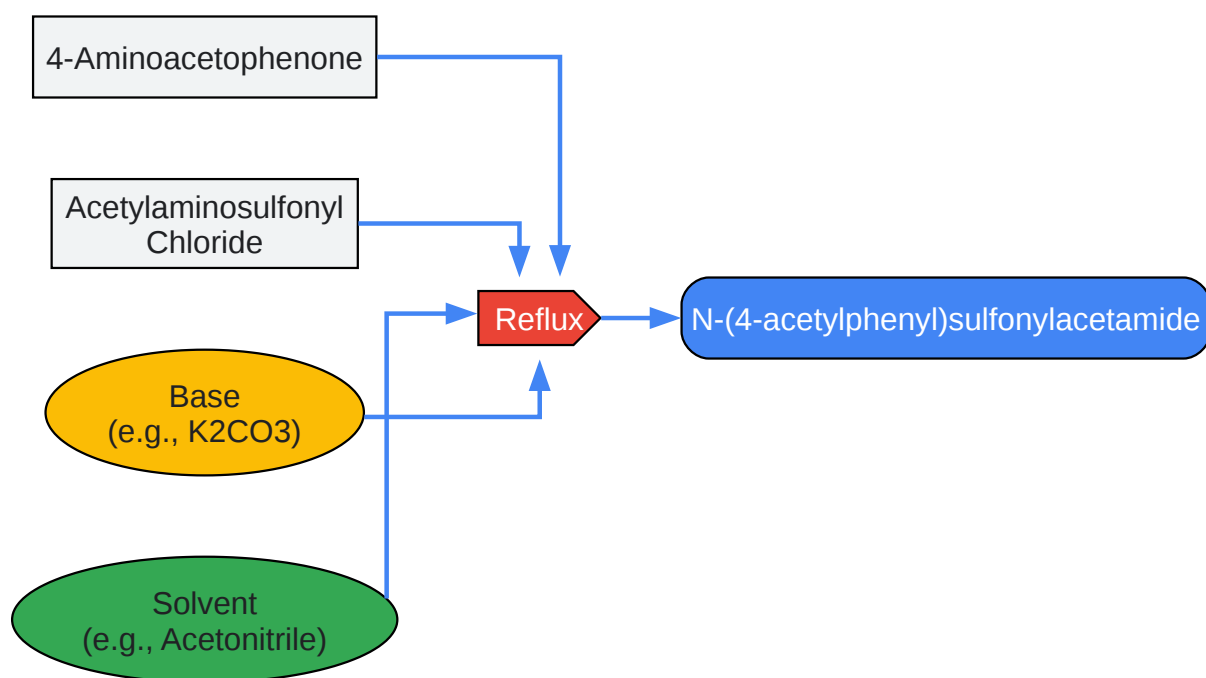 4-Aminoacetophenone
Acetylaminosulfonyl
Chloride
Reflux
N-(4-acetylphenyl)sulfonylacetamide
Base
(e.g., K2CO3)
Solvent
(e.g., Acetonitrile)